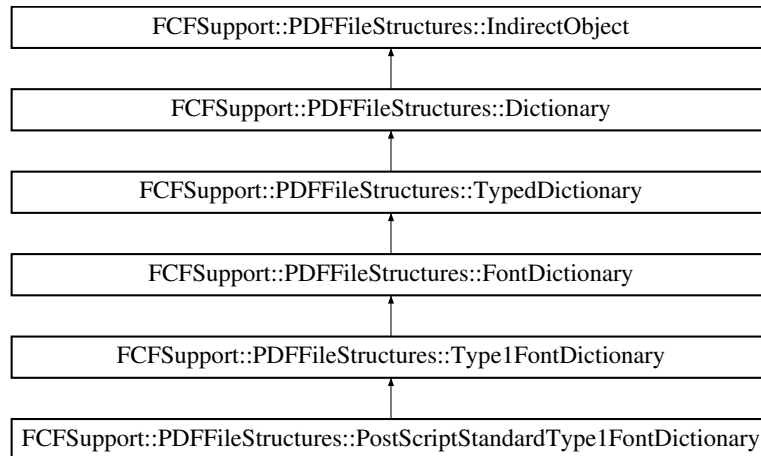 FCFSupport::PDFFileStructures::IndirectObject
FCFSupport::PDFFileStructures::Dictionary
FCFSupport::PDFFileStructures::TypedDictionary
FCFSupport::PDFFileStructures::FontDictionary
FCFSupport::PDFFileStructures::Type1FontDictionary
FCFSupport::PDFFileStructures::PostScriptStandardType1FontDictionary